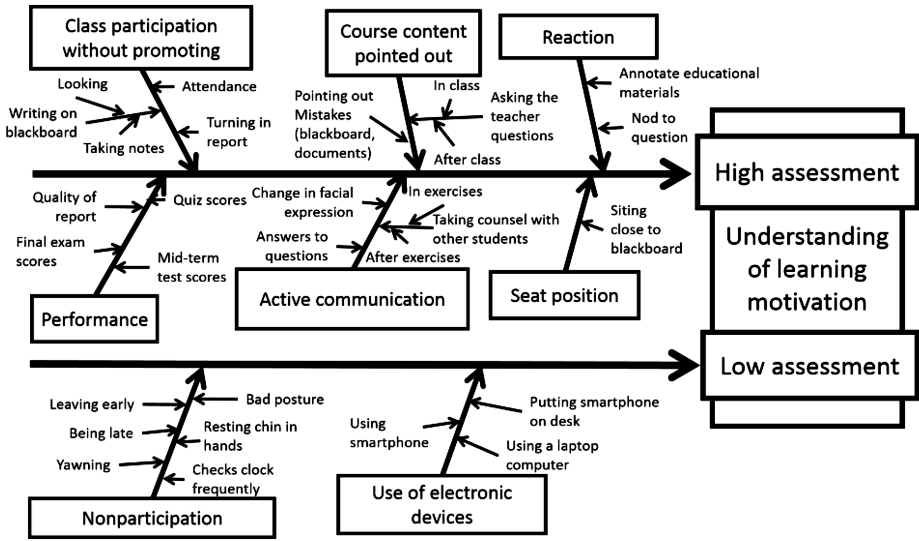 Class participation
without promoting
Course content
pointed out
Reaction
Looking
Attendance
Writing on
blackboard
Taking notes
Turning in
report
Pointing out
Mistakes
(blackboard,
documents)
In class
Asking the
teacher
questions
After class
Annotate educational
materials
Nod to
question
High assessment
Quality of
report
Quiz scores
Final exam
scores
Mid-term
test scores
Performance
Change in facial
expression
In exercises
Taking counsel with
other students
Answers to
questions
After exercises
Active communication
Siting
close to
blackboard
Seat position
Understanding
of learning
motivation
Low assessment
Leaving early
Bad posture
Being late
Resting chin in
hands
Yawning
Checks clock
frequently
Nonparticipation
Putting smartphone
on desk
Using
smartphone
Using a laptop
computer
Use of electronic
devices